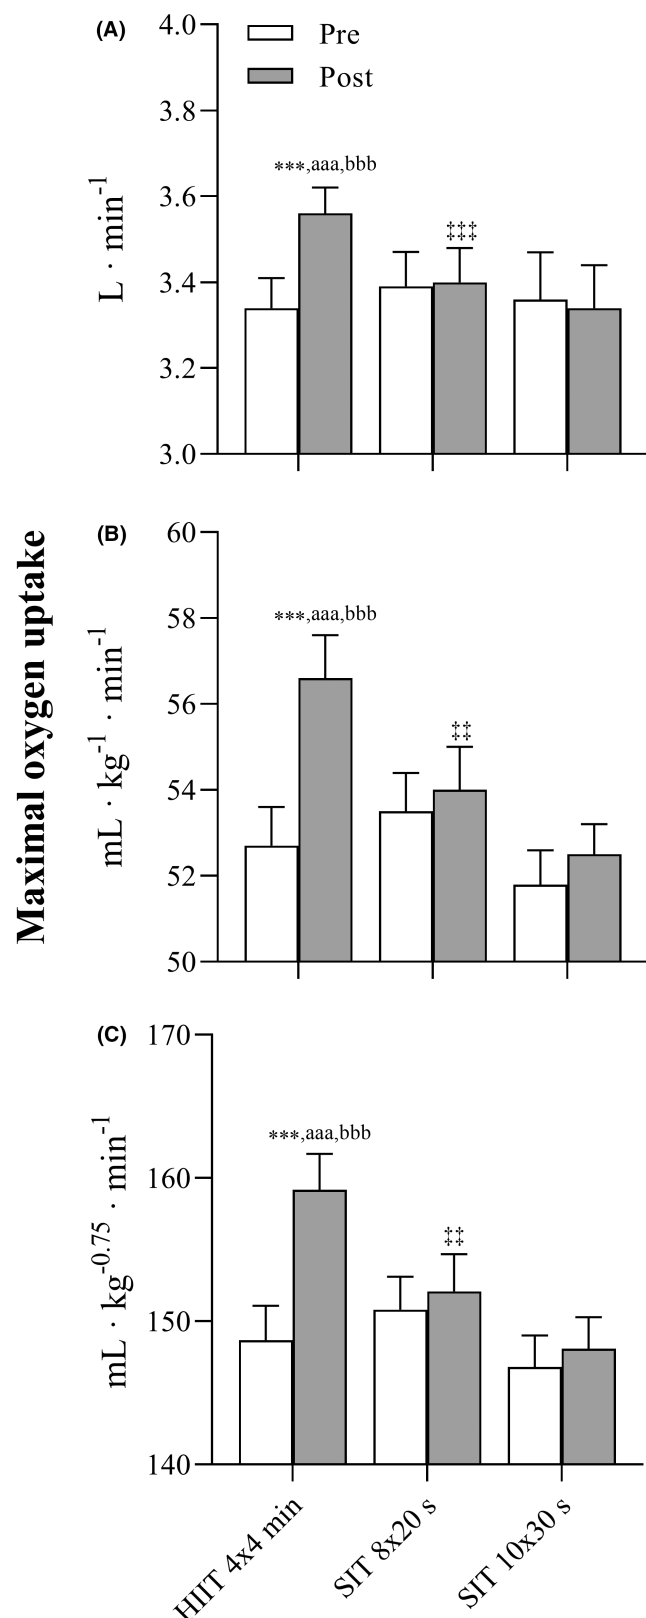 Maximal oxygen uptake
(A)
Pre
Post
L · min⁻¹
4.0
3.8
3.6
3.4
3.2
3.0
***,aaa,bbb
‡‡‡
(B)
mL · kg⁻¹ · min⁻¹
60
58
56
54
52
50
***,aaa,bbb
‡‡
(C)
mL · kg⁻⁰·⁷⁵ · min⁻¹
170
160
150
140
***,aaa,bbb
‡‡
HIIT 4x4 min
SIT 8x20 s
SIT 10x30 s